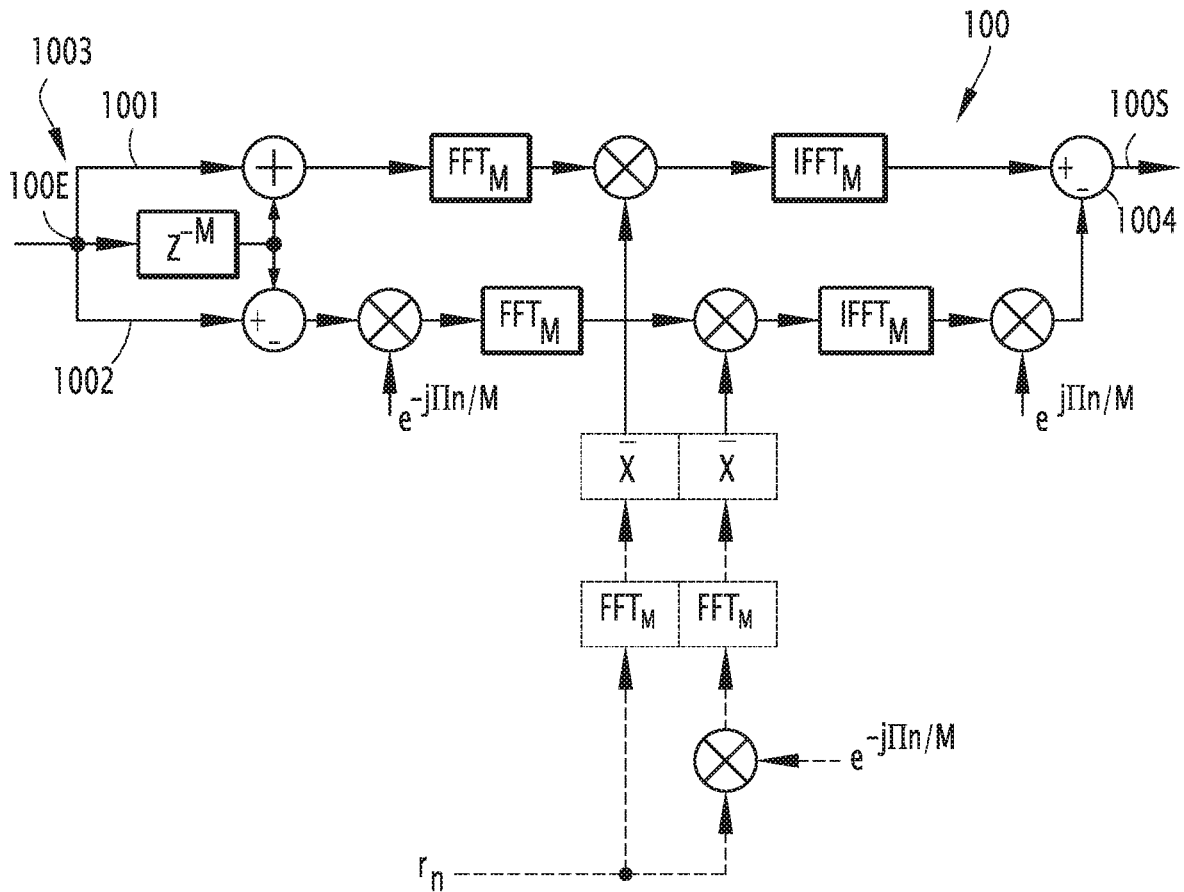 1003
100
1001
100S
100E
+
FFT_M
IFFT_M
+
-
1004
Z^-M
+
-
FFT_M
IFFT_M
1002
e^-jΠn/M
e^jΠn/M
X̄ X̄
FFT_M FFT_M
e^-jΠn/M
r_n